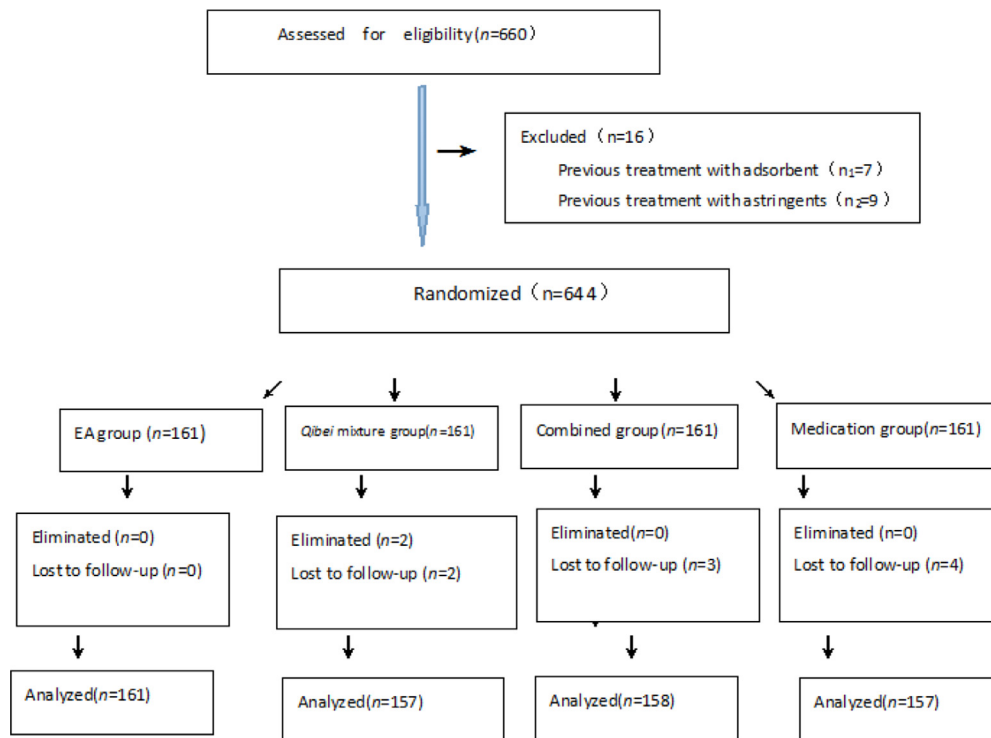 Assessed for eligibility(n=660)
Excluded（n=16）
Previous treatment with adsorbent（n₁=7）
Previous treatment with astringents（n₂=9）
Randomized（n=644）
EA group (n=161)
Qibei mixture group(n=161)
Combined group(n=161)
Medication group(n=161)
Eliminated (n=0)
Lost to follow-up (n=0)
Eliminated (n=2)
Lost to follow-up (n=2)
Eliminated(n=0)
Lost to follow-up (n=3)
Eliminated (n=0)
Lost to follow-up (n=4)
Analyzed(n=161)
Analyzed(n=157)
Analyzed(n=158)
Analyzed(n=157)